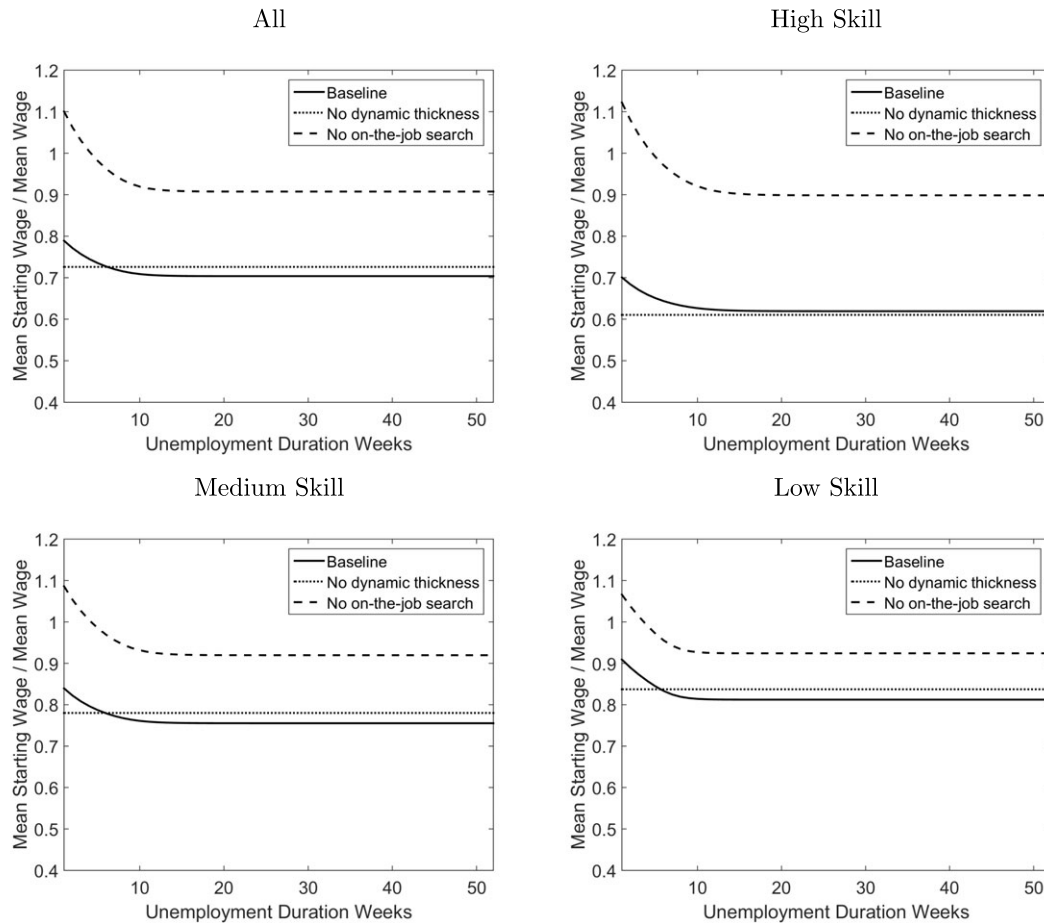 All
Mean Starting Wage / Mean Wage
1.2
1.1
1
0.9
0.8
0.7
0.6
0.5
0.4
Baseline
No dynamic thickness
No on-the-job search
10 20 30 40 50
Unemployment Duration Weeks
High Skill
Mean Starting Wage / Mean Wage
1.2
1.1
1
0.9
0.8
0.7
0.6
0.5
0.4
Baseline
No dynamic thickness
No on-the-job search
10 20 30 40 50
Unemployment Duration Weeks
Medium Skill
Mean Starting Wage / Mean Wage
1.2
1.1
1
0.9
0.8
0.7
0.6
0.5
0.4
Baseline
No dynamic thickness
No on-the-job search
10 20 30 40 50
Unemployment Duration Weeks
Low Skill
Mean Starting Wage / Mean Wage
1.2
1.1
1
0.9
0.8
0.7
0.6
0.5
0.4
Baseline
No dynamic thickness
No on-the-job search
10 20 30 40 50
Unemployment Duration Weeks